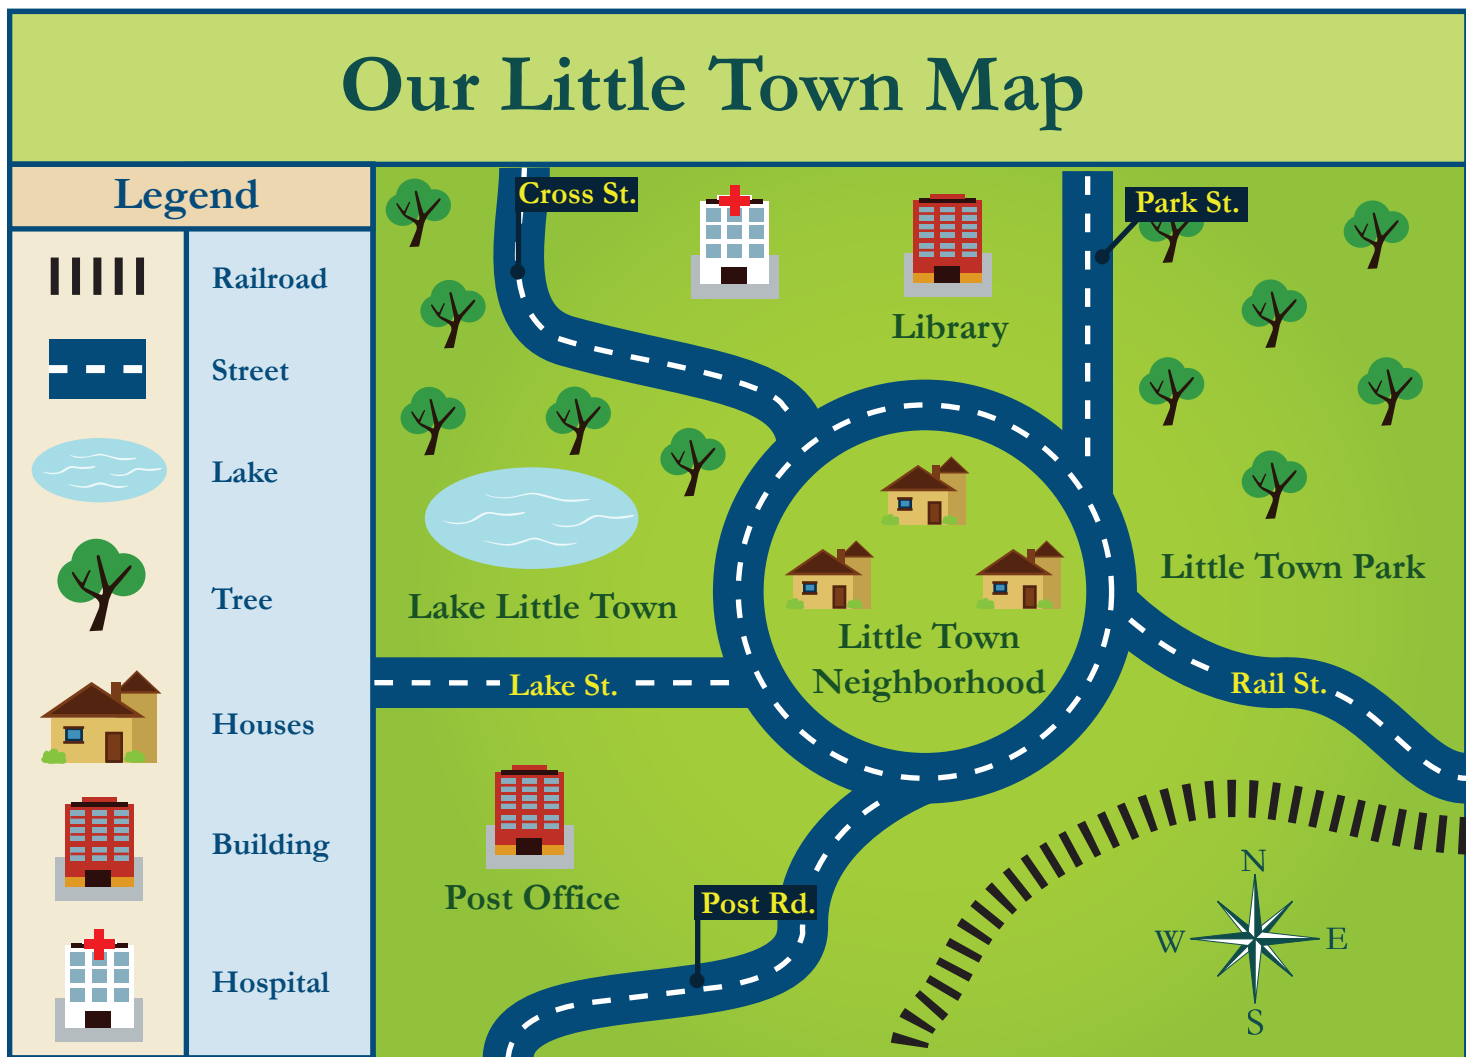 Our Little Town Map
Legend
Railroad
Street
Lake
Tree
Houses
Building
Hospital
Cross St.
Park St.
Library
Little Town Park
Lake Little Town
Little Town
Neighborhood
Lake St.
Rail St.
Post Office
Post Rd.
N
W
E
S